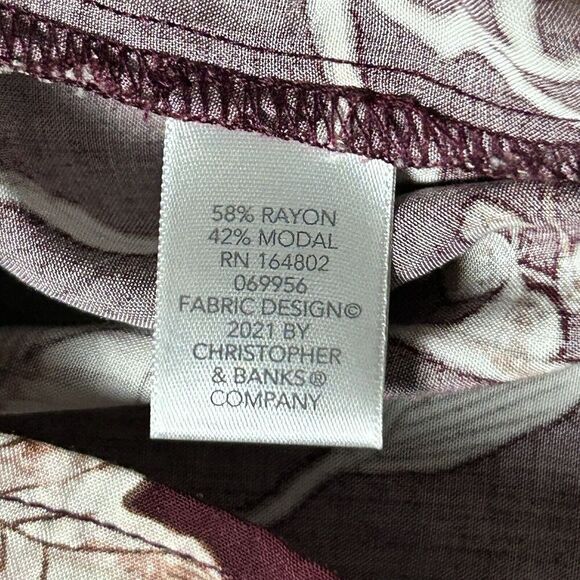 58% RAYON
42% MODAL
RN 164802
069956
FABRIC DESIGN©
2021 BY
CHRISTOPHER
& BANKS®
COMPANY